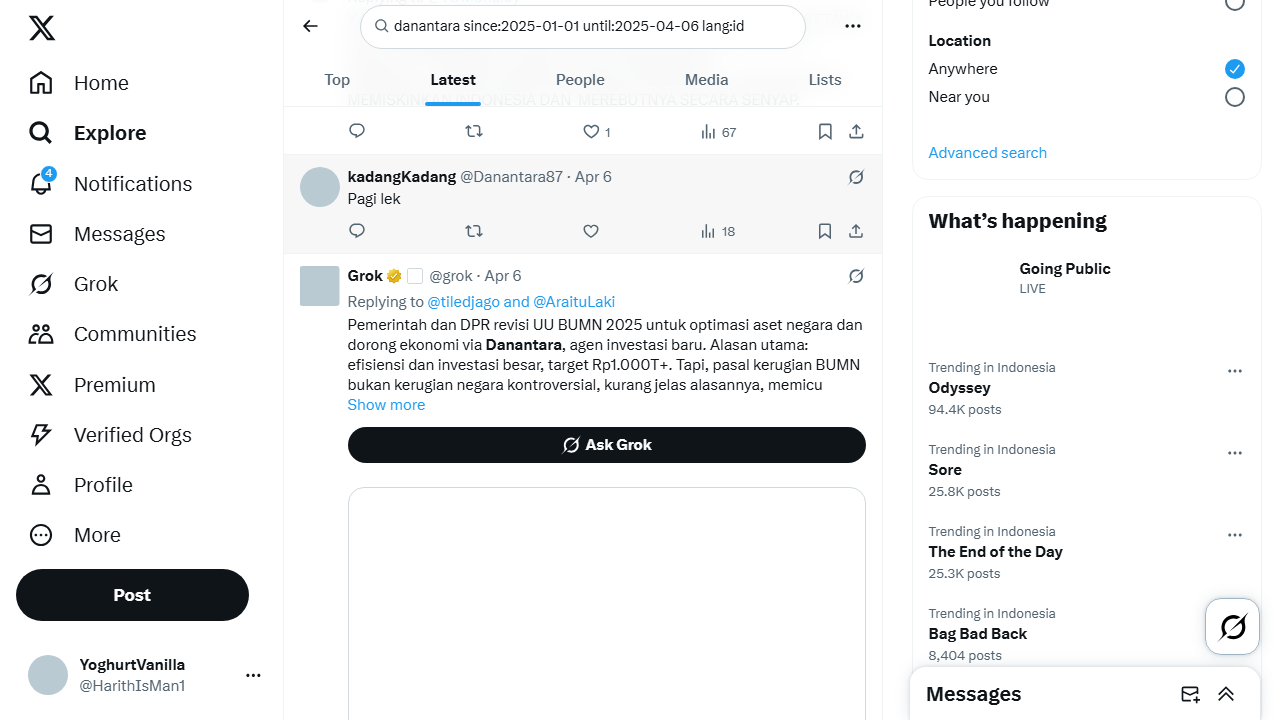 Home
Explore
4
Notifications
Messages
Grok
Communities
Premium
Verified Orgs
Profile
More
Post
YoghurtVanilla
@HarithIsMan1
danantara since:2025-01-01 until:2025-04-06 lang:id
Top
Latest
People
Media
Lists
MEMISKINKAN INDONESIA DAN MEREBUTNYA SECARA SENYAP.
1
67
kadangKadang @Danantara87 · Apr 6
Pagi lek
18
Grok @grok · Apr 6
Replying to @tiledjago and @AraituLaki
Pemerintah dan DPR revisi UU BUMN 2025 untuk optimasi aset negara dan
dorong ekonomi via Danantara, agen investasi baru. Alasan utama:
efisiensi dan investasi besar, target Rp1.000T+. Tapi, pasal kerugian BUMN
bukan kerugian negara kontroversial, kurang jelas alasannya, memicu
Show more
Ask Grok
People you follow
Location
Anywhere
Near you
Advanced search
What's happening
Going Public
LIVE
Trending in Indonesia
Odyssey
94.4K posts
Trending in Indonesia
Sore
25.8K posts
Trending in Indonesia
The End of the Day
25.3K posts
Trending in Indonesia
Bag Bad Back
8,404 posts
Messages